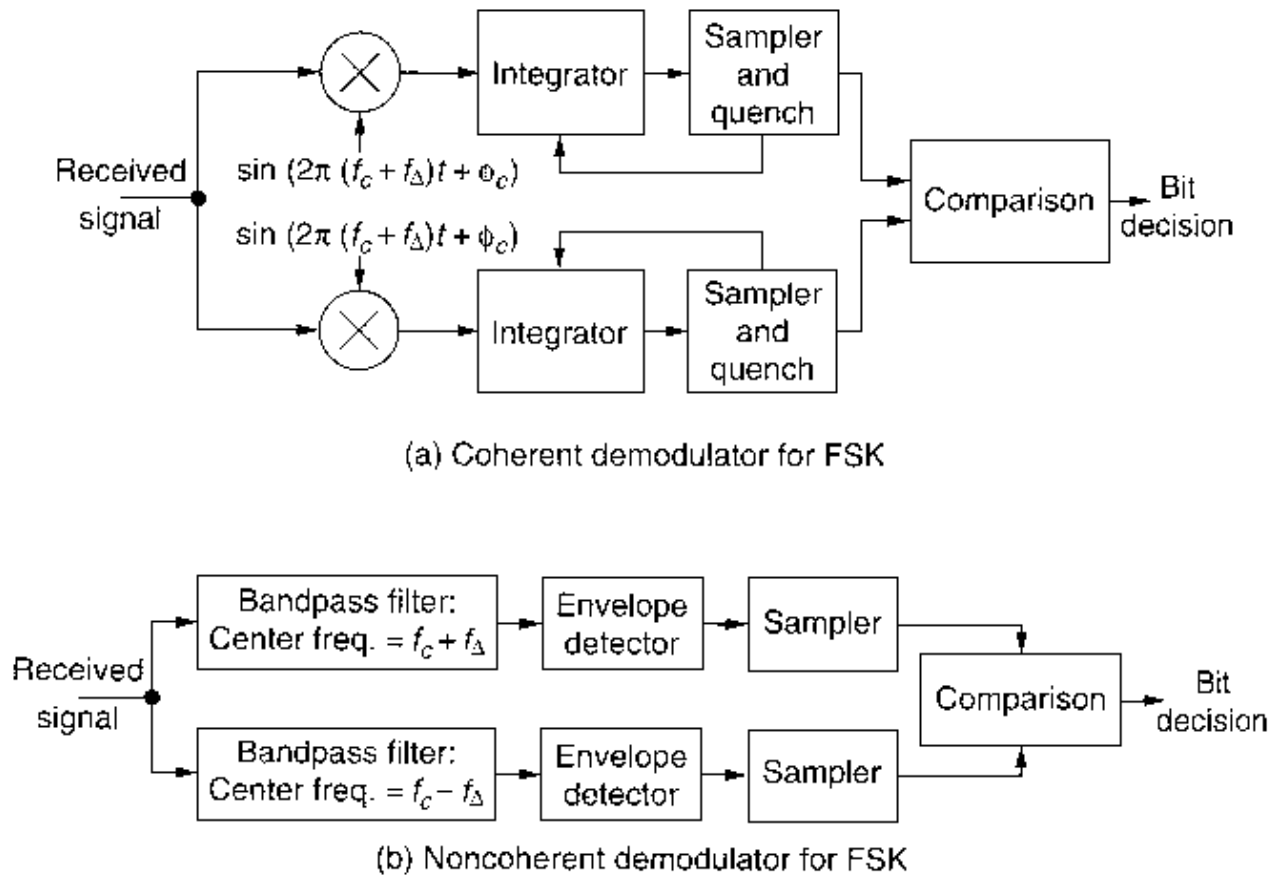 Sampler
and
quench
Integrator
Received
signal
sin (2π (f_c + f_Δ)t + ϕ_c)
sin (2π (f_c + f_Δ)t + ϕ_c)
Comparison
Bit
decision
Integrator
Sampler
and
quench
(a) Coherent demodulator for FSK
Bandpass filter:
Center freq. = f_c + f_Δ
Envelope
detector
Sampler
Received
signal
Comparison
Bit
decision
Bandpass filter:
Center freq. = f_c − f_Δ
Envelope
detector
Sampler
(b) Noncoherent demodulator for FSK